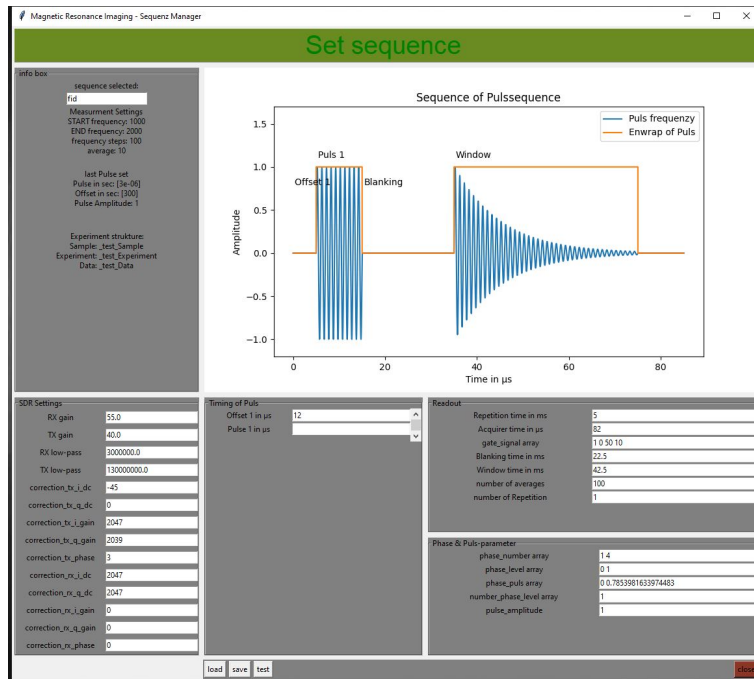 Magnetic Resonance Imaging - Sequenz Manager
Set sequence
info box
sequence selected:
fid
Measurment Settings
START frequency: 1000
END frequency: 2000
frequency steps: 100
average: 10
last Pulse set
Pulse in sec: [3e-06]
Offset in sec: [300]
Pulse Amplitude: 1
Experiment strukture:
Sample: _test_Sample
Experiment: _test_Experiment
Data: _test_Data
Sequence of Pulssequence
Puls frequenzy
Enwrap of Puls
Puls 1
Window
Offset 1
Blanking
Amplitude
1.5
1.0
0.5
0.0
−0.5
−1.0
0 20 40 60 80
Time in µs
SDR Settings
RX gain 55.0
TX gain 40.0
RX low-pass 3000000.0
TX low-pass 130000000.0
correction_tx_i_dc -45
correction_tx_q_dc 0
correction_tx_i_gain 2047
correction_tx_q_gain 2039
correction_tx_phase 3
correction_rx_i_dc 2047
correction_rx_q_dc 2047
correction_rx_i_gain 0
correction_rx_q_gain 0
correction_rx_phase 0
Timing of Puls
Offset 1 in µs 12
Pulse 1 in µs
Readout
Repetition time in ms 5
Acquirer time in µs 82
gate_signal array 1 0 50 10
Blanking time in ms 22.5
Window time in ms 42.5
number of averages 100
number of Repetition 1
Phase & Puls-parameter
phase_number array 1 4
phase_level array 0 1
phase_puls array 0 0.7853981633974483
number_phase_level array 1
pulse_amplitude 1
load save test close